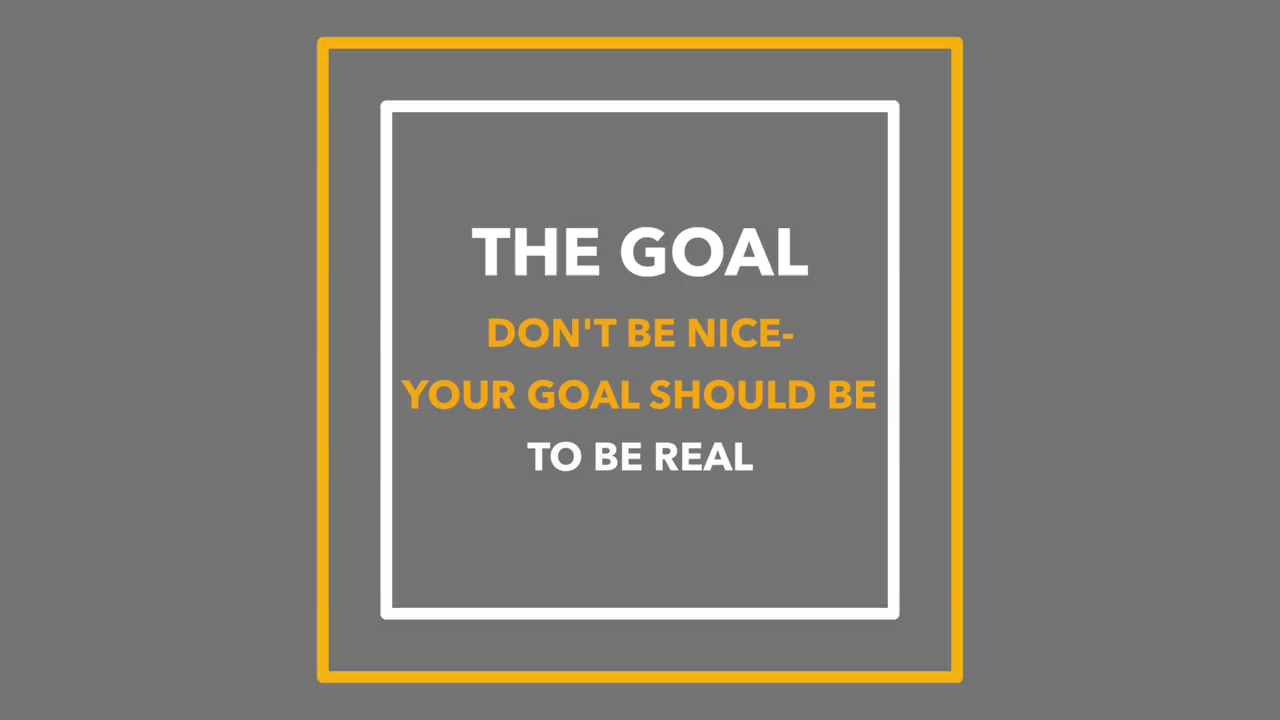 THE GOAL
DON'T BE NICE-
YOUR GOAL SHOULD BE
TO BE REAL